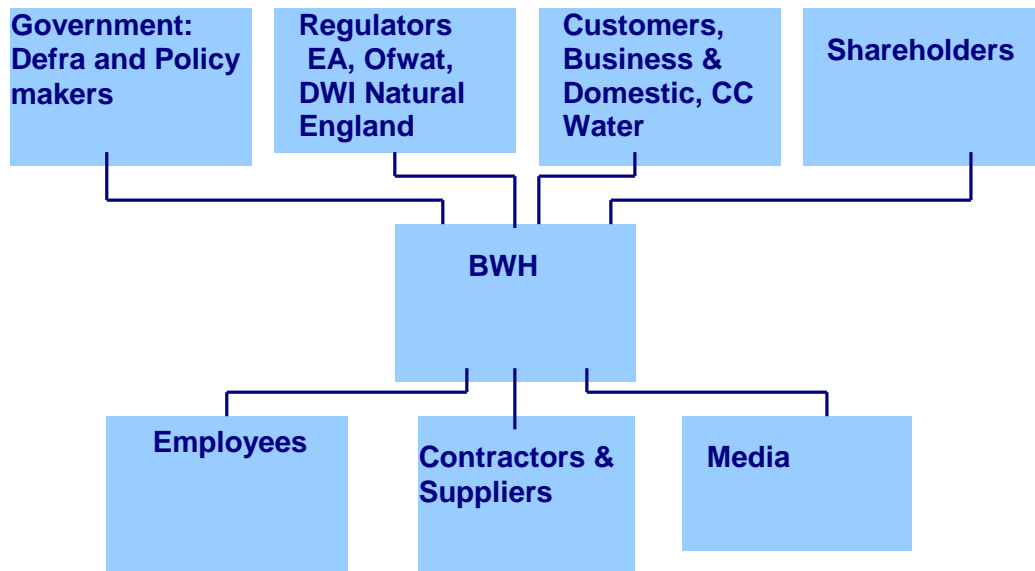 Government:
Defra and Policy
makers
Regulators
EA, Ofwat,
DWI Natural
England
Customers,
Business &
Domestic, CC
Water
Shareholders
BWH
Employees
Contractors &
Suppliers
Media